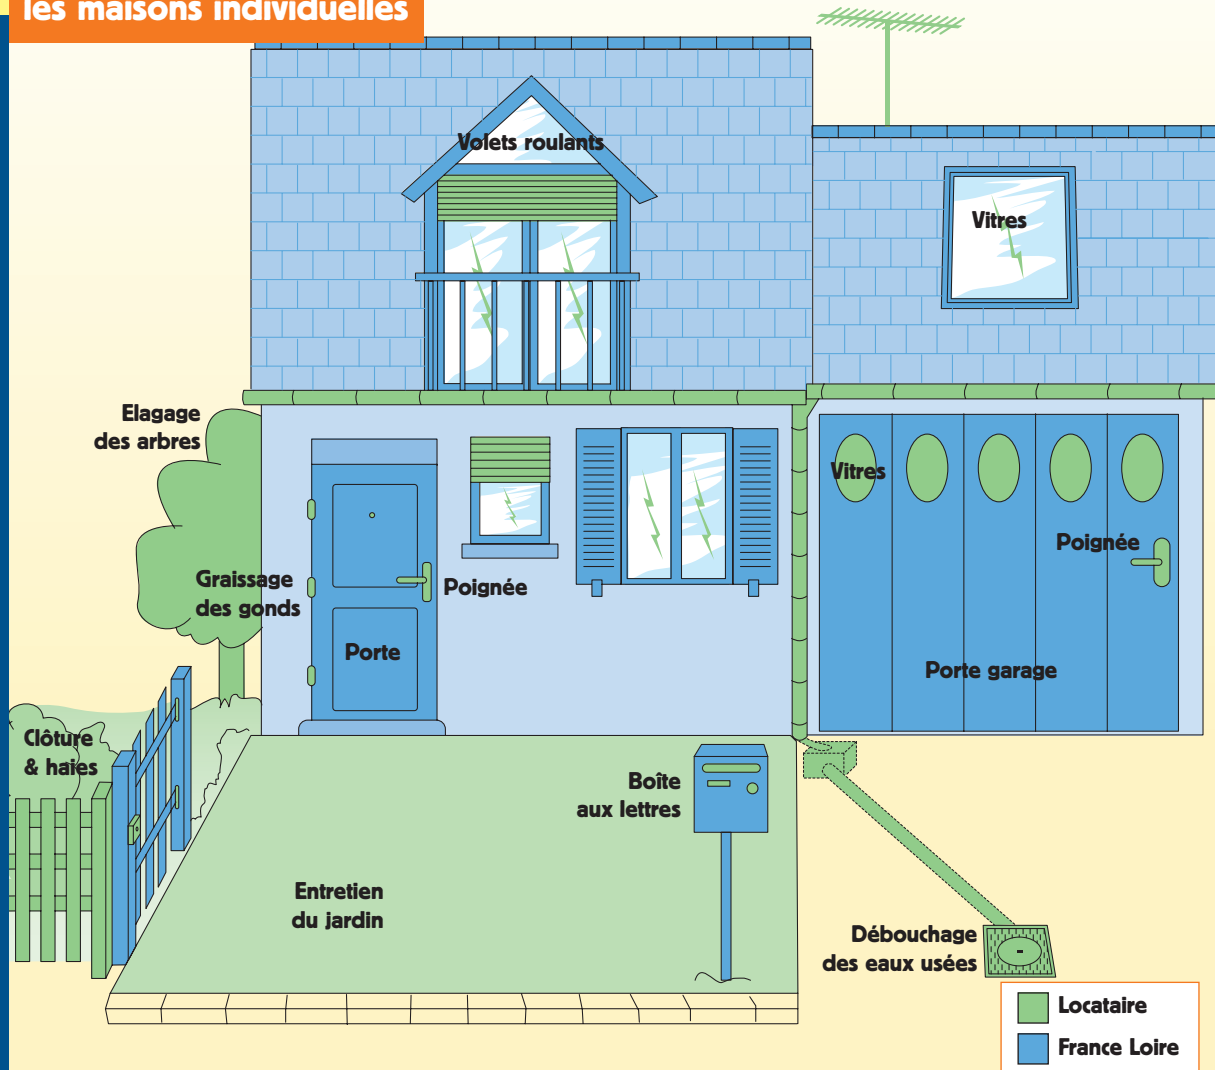 les maisons individuelles
Volets roulants
Vitres
Elagage
des arbres
Vitres
Poignée
Graissage
des gonds
Poignée
Porte
Porte garage
Clôture
& haies
Boîte
aux lettres
Entretien
du jardin
Débouchage
des eaux usées
Locataire
France Loire